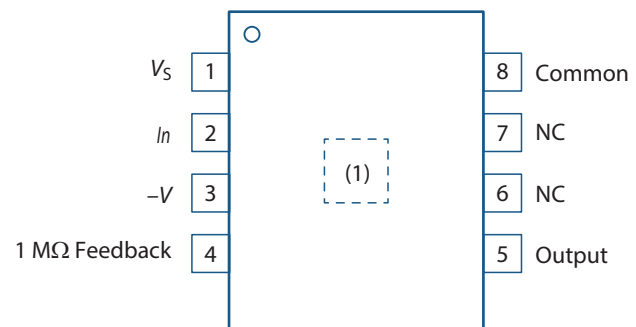 V_S 1 8 Common
In 2 7 NC
(1)
–V 3 6 NC
1 MΩ Feedback 4 5 Output